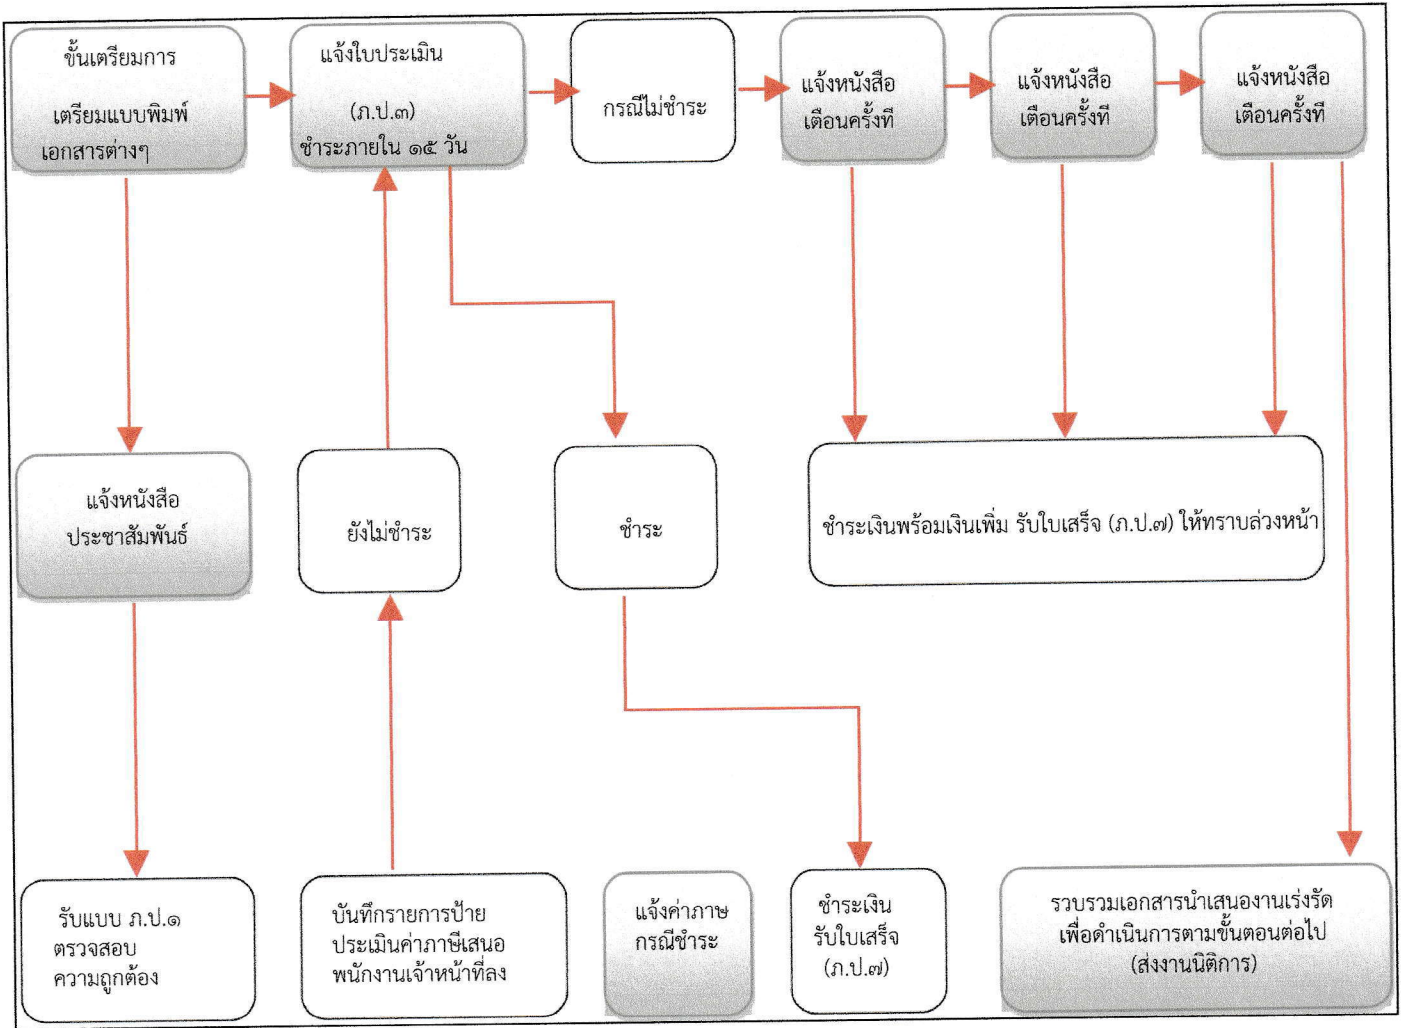 ขั้นเตรียมการ
เตรียมแบบพิมพ์
เอกสารต่างๆ
แจ้งใบประเมิน
(ภ.ป.๓)
ชำระภายใน ๑๕ วัน
กรณีไม่ชำระ
แจ้งหนังสือ
เตือนครั้งที่
แจ้งหนังสือ
เตือนครั้งที่
แจ้งหนังสือ
เตือนครั้งที่
แจ้งหนังสือ
ประชาสัมพันธ์
ยังไม่ชำระ
ชำระ
ชำระเงินพร้อมเงินเพิ่ม รับใบเสร็จ (ภ.ป.๗) ให้ทราบล่วงหน้า
รับแบบ ภ.ป.๑
ตรวจสอบ
ความถูกต้อง
บันทึกรายการป้าย
ประเมินค่าภาษีเสนอ
พนักงานเจ้าหน้าที่ลง
แจ้งค่าภาษ
กรณีชำระ
ชำระเงิน
รับใบเสร็จ
(ภ.ป.๗)
รวบรวมเอกสารนำเสนองานเร่งรัด
เพื่อดำเนินการตามขั้นตอนต่อไป
(ส่งงานนิติการ)